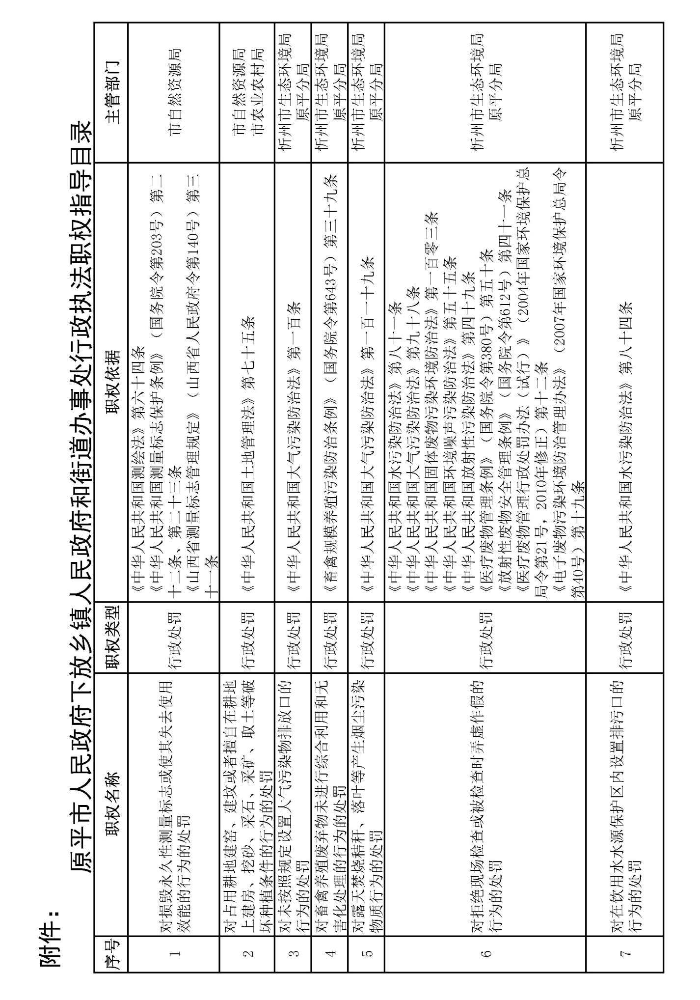 附件：
原平市人民政府下放乡镇人民政府和街道办事处行政执法职权指导目录
序号
职权名称
职权类型
职权依据
主管部门
1
对损毁永久性测量标志或使其失去使用
效能的行为的处罚
行政处罚
《中华人民共和国测绘法》第六十四条
《中华人民共和国测量标志保护条例》（国务院令第203号）第二
十二条、第二十三条
《山西省测量标志管理规定》（山西省人民政府令第140号）第三
十一条
市自然资源局
2
对占用耕地建窑、建坟或者擅自在耕地
上建房、挖砂、采石、采矿、取土等破
坏种植条件的行为的处罚
行政处罚
《中华人民共和国土地管理法》第七十五条
市自然资源局
市农业农村局
3
对未按照规定设置大气污染物排放口的
行为的处罚
行政处罚
《中华人民共和国大气污染防治法》第一百条
忻州市生态环境局
原平分局
4
对畜禽养殖废弃物未进行综合利用和无
害化处理的行为的处罚
行政处罚
《畜禽规模养殖污染防治条例》（国务院令第643号）第三十九条
忻州市生态环境局
原平分局
5
对露天焚烧秸秆、落叶等产生烟尘污染
物质行为的处罚
行政处罚
《中华人民共和国大气污染防治法》第一百一十九条
忻州市生态环境局
原平分局
6
对拒绝现场检查或被检查时弄虚作假的
行为的处罚
行政处罚
《中华人民共和国水污染防治法》第八十一条
《中华人民共和国大气污染防治法》第九十八条
《中华人民共和国固体废物污染环境防治法》第一百零三条
《中华人民共和国环境噪声污染防治法》第五十五条
《中华人民共和国放射性污染防治法》第四十九条
《医疗废物管理条例》（国务院令第380号）第五十条
《放射性废物安全管理条例》（国务院令第612号）第四十一条
《医疗废物管理行政处罚办法（试行）》（2004年国家环境保护总
局令第21号，2010年修正）第十二条
《电子废物污染环境防治管理办法》（2007年国家环境保护总局令
第40号）第十九条
忻州市生态环境局
原平分局
7
对在饮用水水源保护区内设置排污口的
行为的处罚
行政处罚
《中华人民共和国水污染防治法》第八十四条
忻州市生态环境局
原平分局